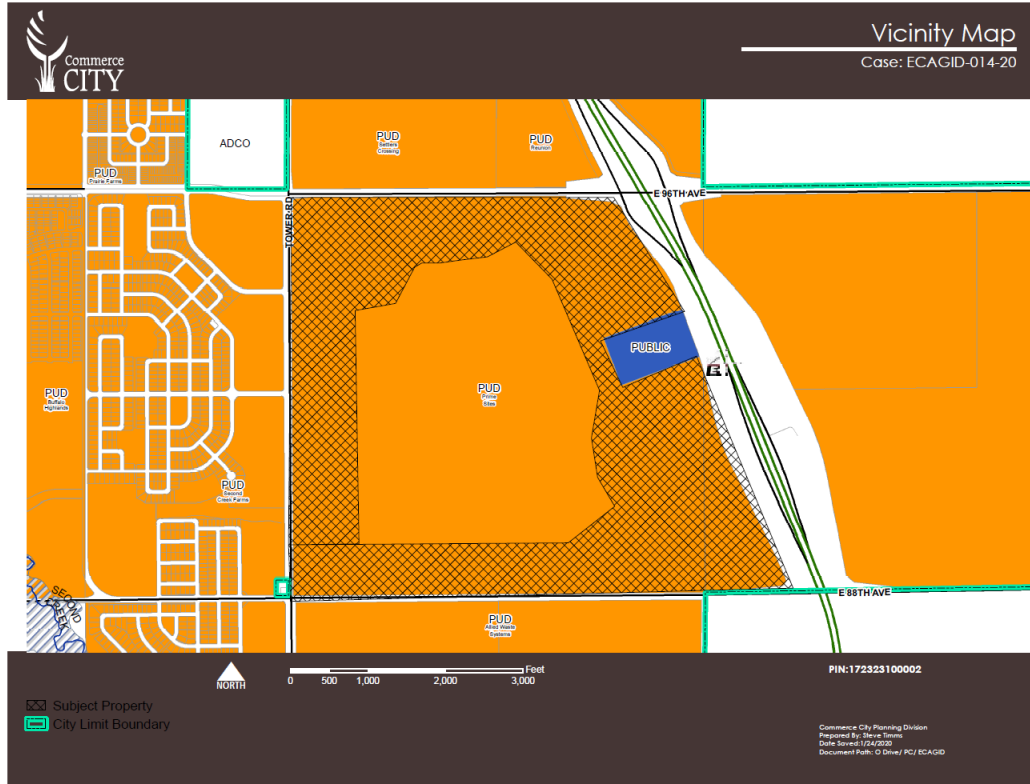 Commerce
CITY
Vicinity Map
Case: ECAGID-014-20
ADCO
PUD
Settlers
Crossing
PUD
Reunion
PUD
Prairie Farms
E 96TH AVE
TOWER RD
PUBLIC
PUD
Prime
Sites
PUD
Buffalo
Highlands
PUD
Second
Creek Farms
SECOND
CREEK
E 88TH AVE
PUD
Allied Waste
Systems
NORTH
0 500 1,000 2,000 3,000
Feet
PIN:172323100002
Subject Property
City Limit Boundary
Commerce City Planning Division
Prepared By: Steve Timms
Date Saved:1/24/2020
Document Path: O Drive/ PC/ ECAGID